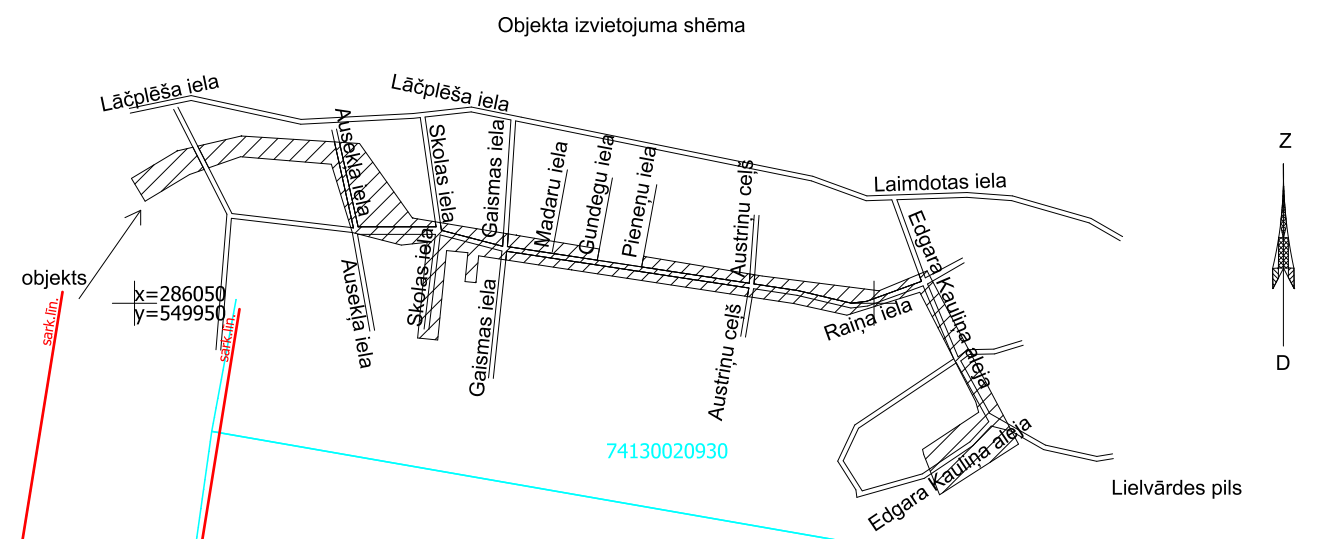 Objekta izvietojuma shēma
Lāčplēša iela
Lāčplēša iela
Ausekļa iela
Skolas iela
Gaismas iela
Madaru iela
Gundegu iela
Pieneņu iela
Austriņu ceļš
Laimdotas iela
Z
Edgara Kauliņa aleja
objekts
x=286050
y=549950
sark.līn.
sark.līn.
Ausekļa iela
Skolas iela
Gaismas iela
Austriņu ceļš
Raiņa iela
D
74130020930
Edgara Kauliņa aleja
Lielvārdes pils